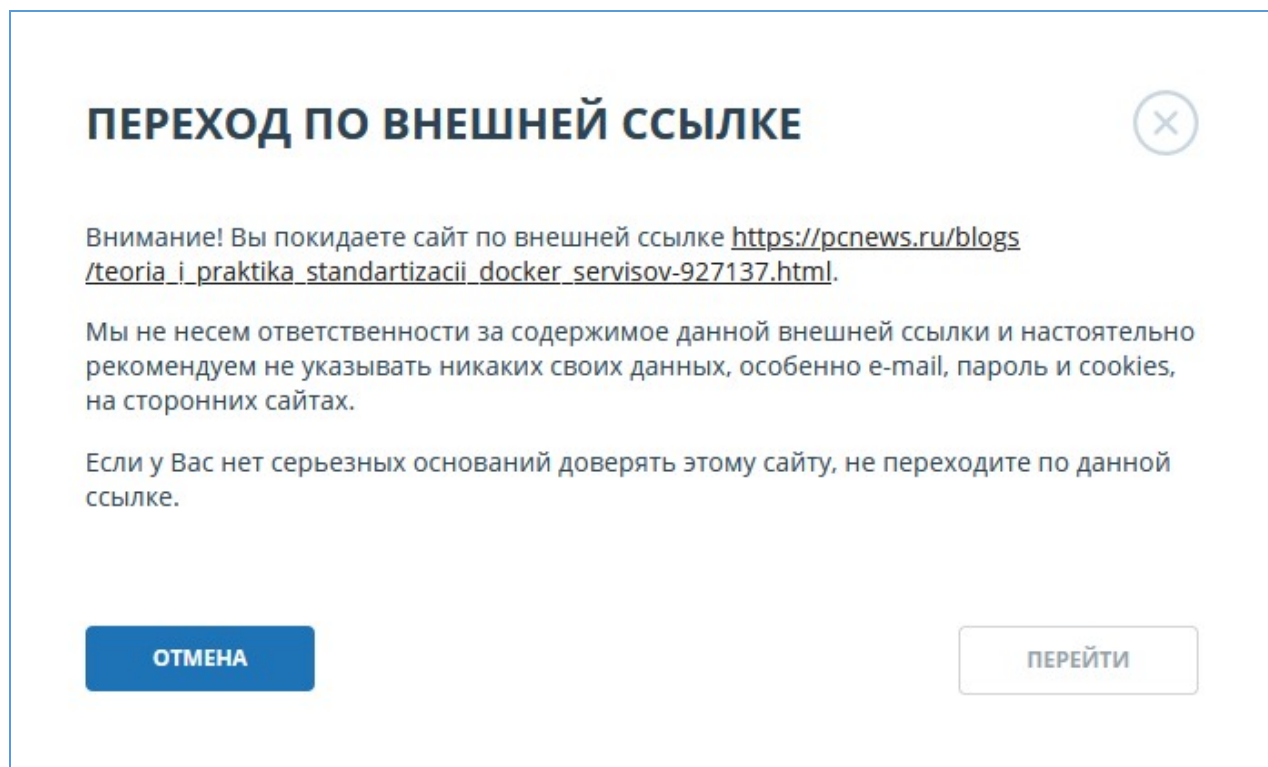 ПЕРЕХОД ПО ВНЕШНЕЙ ССЫЛКЕ
Внимание! Вы покидаете сайт по внешней ссылке https://pcnews.ru/blogs
/teoria_i_praktika_standartizacii_docker_servisov-927137.html.
Мы не несем ответственности за содержимое данной внешней ссылки и настоятельно
рекомендуем не указывать никаких своих данных, особенно e-mail, пароль и cookies,
на сторонних сайтах.
Если у Вас нет серьезных оснований доверять этому сайту, не переходите по данной
ссылке.
ОТМЕНА
ПЕРЕЙТИ